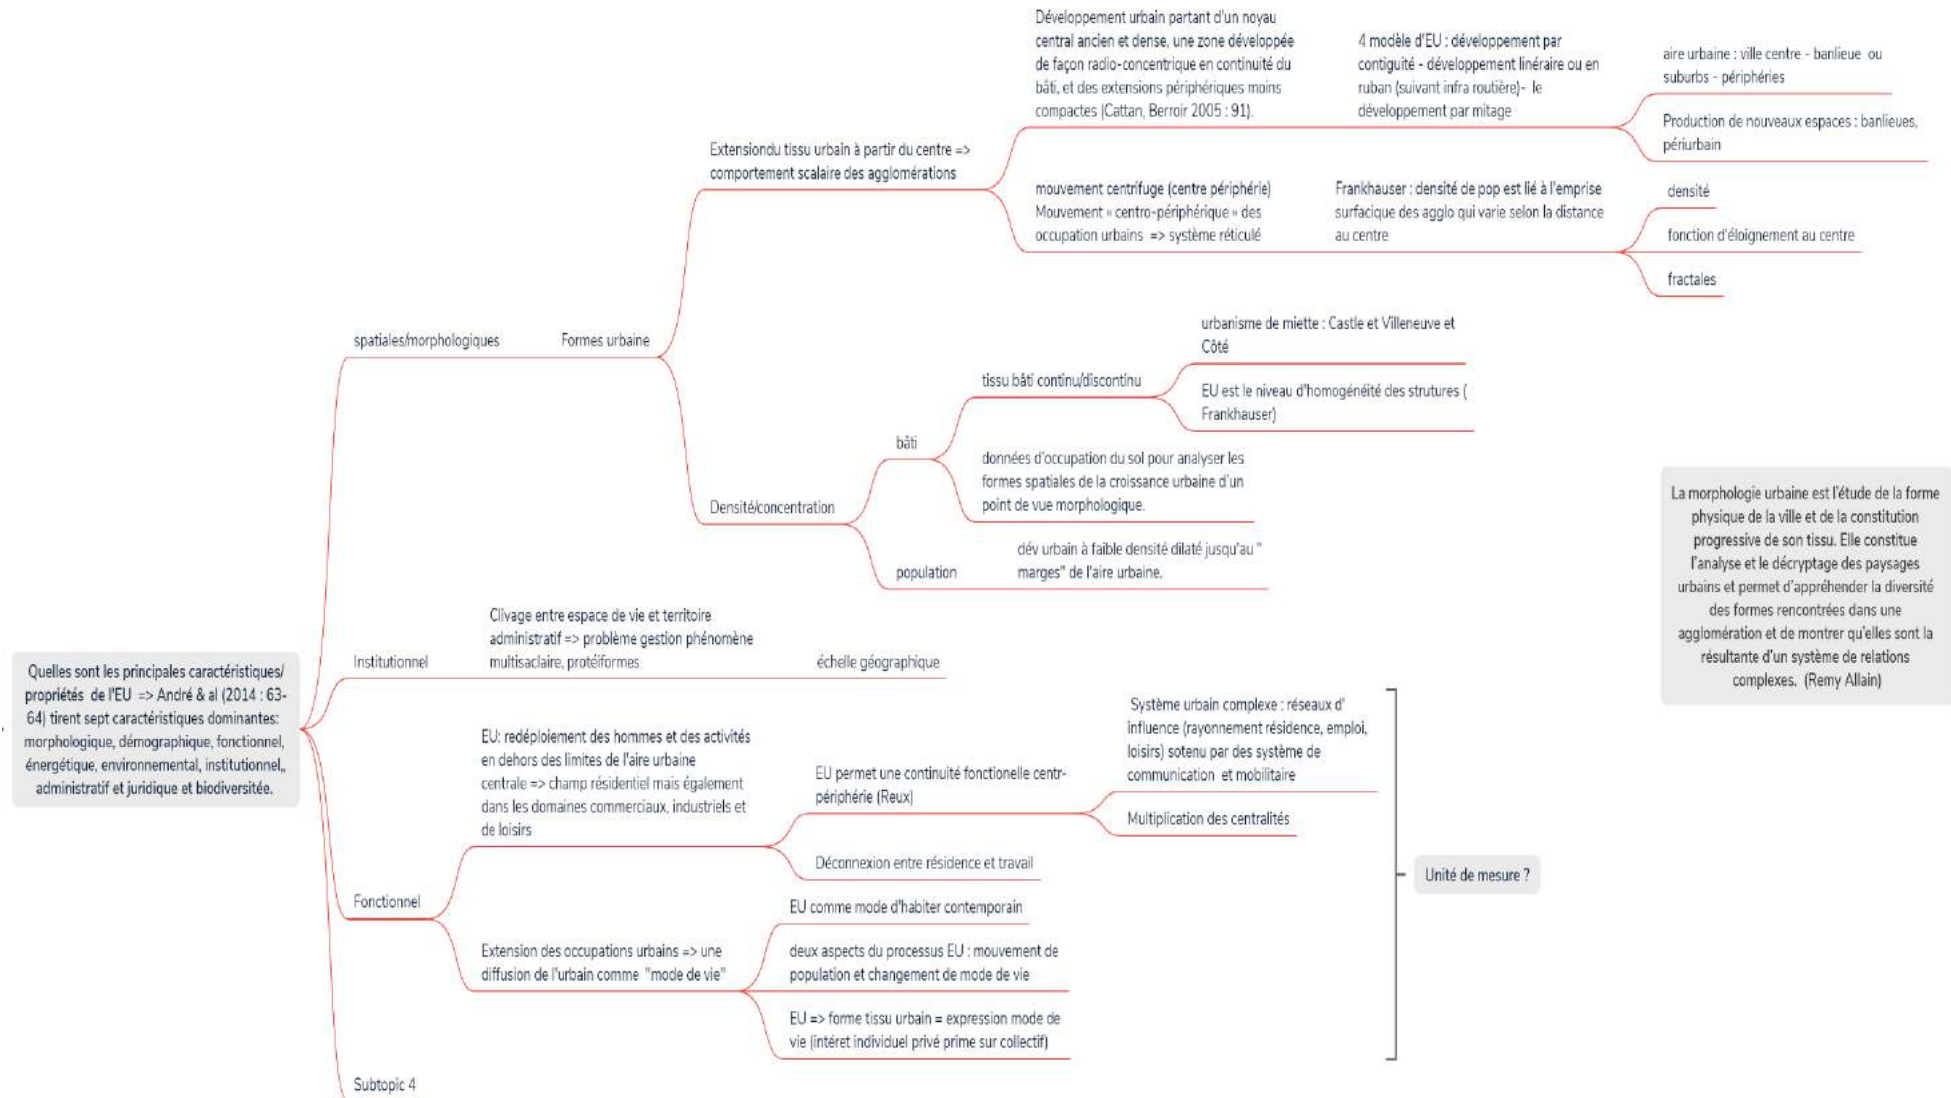 Quelles sont les principales caractéristiques/
propriétés de l'EU => André & al (2014 : 63-
64) tirent sept caractéristiques dominantes:
morphologique, démographique, fonctionnel,
énergétique, environnemental, institutionnel,,
administratif et juridique et biodiversitée.
spatiales/morphologiques
Formes urbaine
Extensiondu tissu urbain à partir du centre =>
comportement scalaire des agglomérations
Développement urbain partant d'un noyau
central ancien et dense, une zone développée
de façon radio-concentrique en continuité du
bâti, et des extensions périphériques moins
compactes (Cattan, Berroir 2005 : 91).
4 modèle d'EU : développement par
contiguité - développement linéraire ou en
ruban (suivant infra routière)- le
développement par mitage
aire urbaine : ville centre - banlieue ou
suburbs - périphéries
Production de nouveaux espaces : banlieues,
périurbain
mouvement centrifuge (centre périphérie)
Mouvement « centro-périphérique » des
occupation urbains => système réticulé
Frankhauser : densité de pop est lié à l'emprise
surfacique des agglo qui varie selon la distance
au centre
densité
fonction d'éloignement au centre
fractales
Densité/concentration
bâti
tissu bâti continu/discontinu
urbanisme de miette : Castle et Villeneuve et
Côté
EU est le niveau d'homogénéité des strutures (
Frankhauser)
données d'occupation du sol pour analyser les
formes spatiales de la croissance urbaine d'un
point de vue morphologique.
population
dév urbain à faible densité dilaté jusqu'au "
marges" de l'aire urbaine.
Institutionnel
Clivage entre espace de vie et territoire
administratif => problème gestion phénomène
multisaclaire, protéiformes
échelle géographique
Fonctionnel
EU: redéploiement des hommes et des activités
en dehors des limites de l'aire urbaine
centrale => champ résidentiel mais également
dans les domaines commerciaux, industriels et
de loisirs
EU permet une continuité fonctionelle centr-
périphérie (Reux)
Système urbain complexe : réseaux d'
influence (rayonnement résidence, emploi,
loisirs) sotenu par des système de
communication et mobilitaire
Multiplication des centralités
Déconnexion entre résidence et travail
Extension des occupations urbains => une
diffusion de l'urbain comme "mode de vie"
EU comme mode d'habiter contemporain
deux aspects du processus EU : mouvement de
population et changement de mode de vie
EU => forme tissu urbain = expression mode de
vie (intéret individuel privé prime sur collectif)
Subtopic 4
Unité de mesure ?
La morphologie urbaine est l'étude de la forme
physique de la ville et de la constitution
progressive de son tissu. Elle constitue
l'analyse et le décryptage des paysages
urbains et permet d'appréhender la diversité
des formes rencontrées dans une
agglomération et de montrer qu'elles sont la
résultante d'un système de relations
complexes. (Remy Allain)